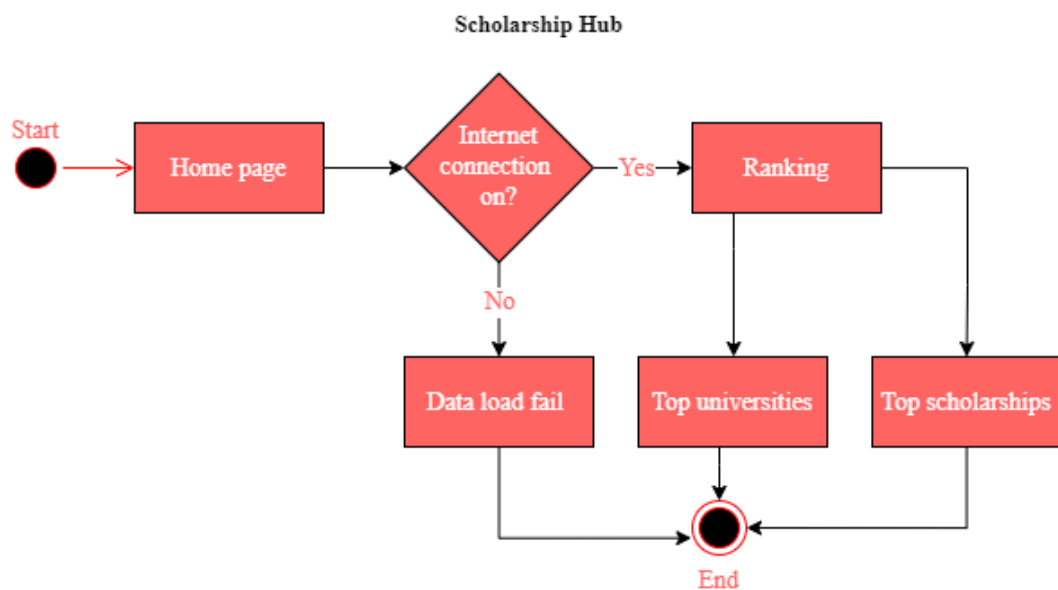 Scholarship Hub
Start
Home page
Internet
connection
on?
Yes
Ranking
No
Data load fail
Top universities
Top scholarships
End